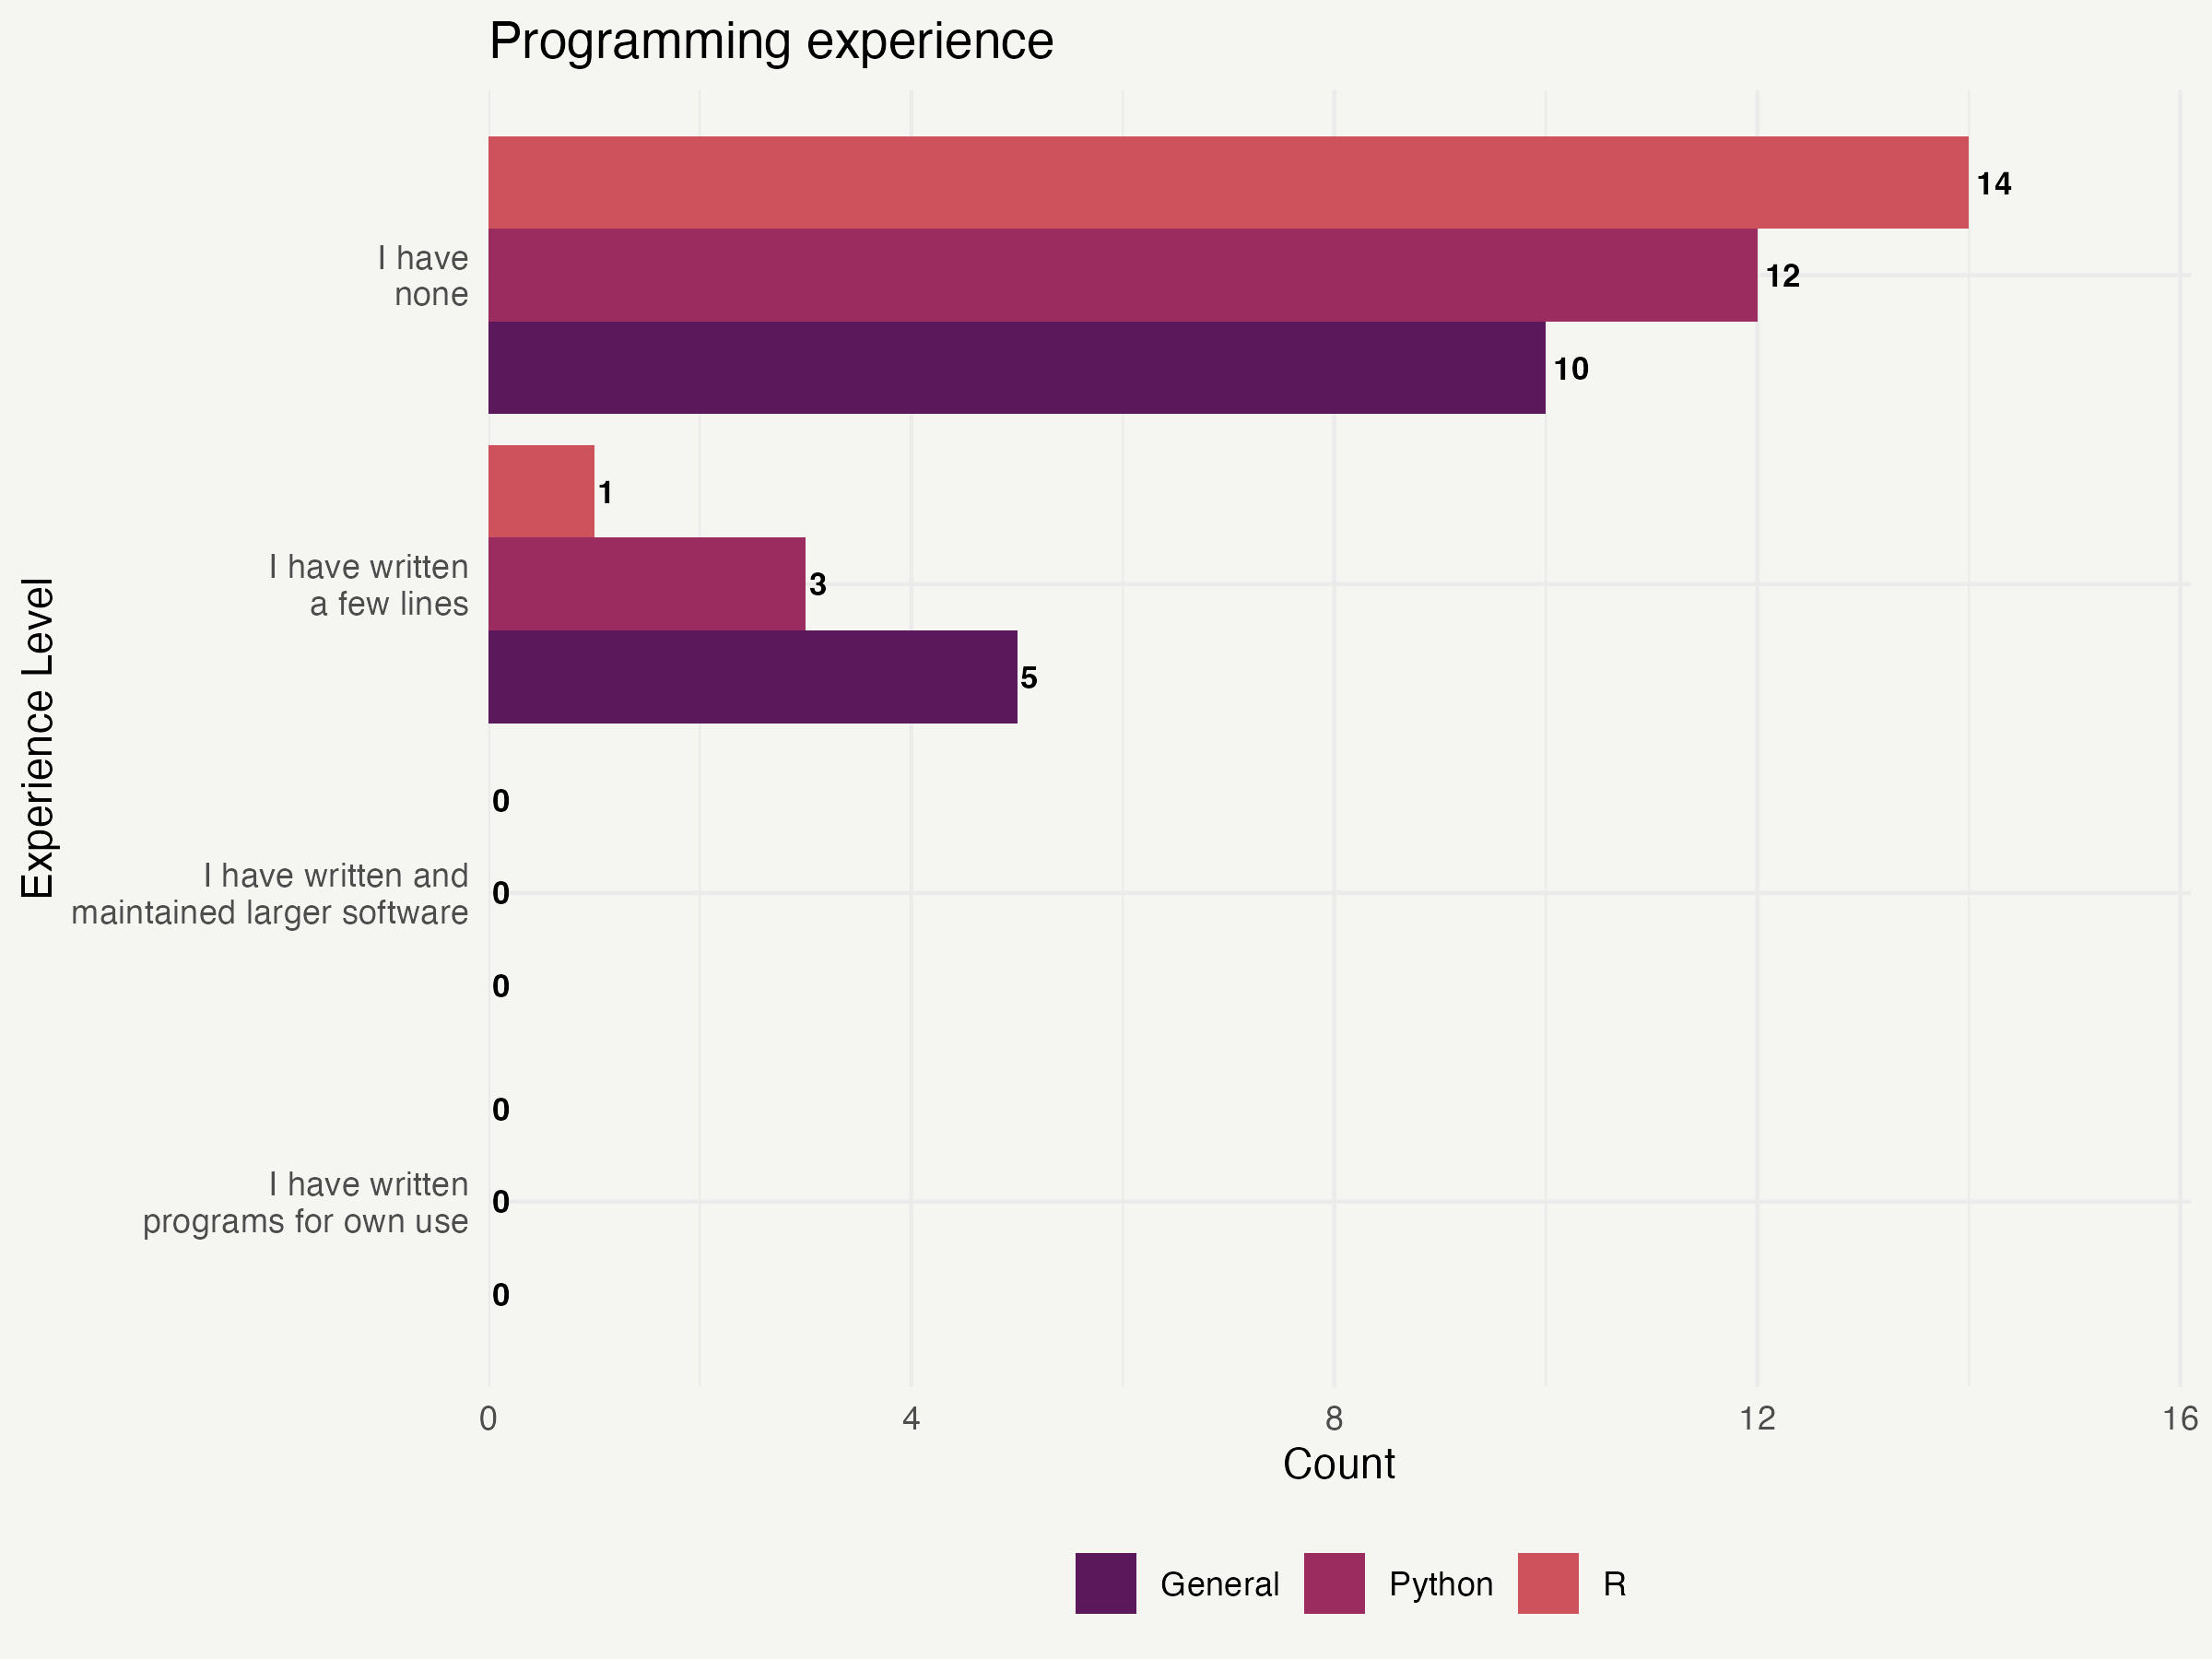 Programming experience
Experience Level
I have
none
14
12
10
I have written
a few lines
1
3
5
I have written and
maintained larger software
0
0
0
I have written
programs for own use
0
0
0
0 4 8 12 16
Count
General Python R